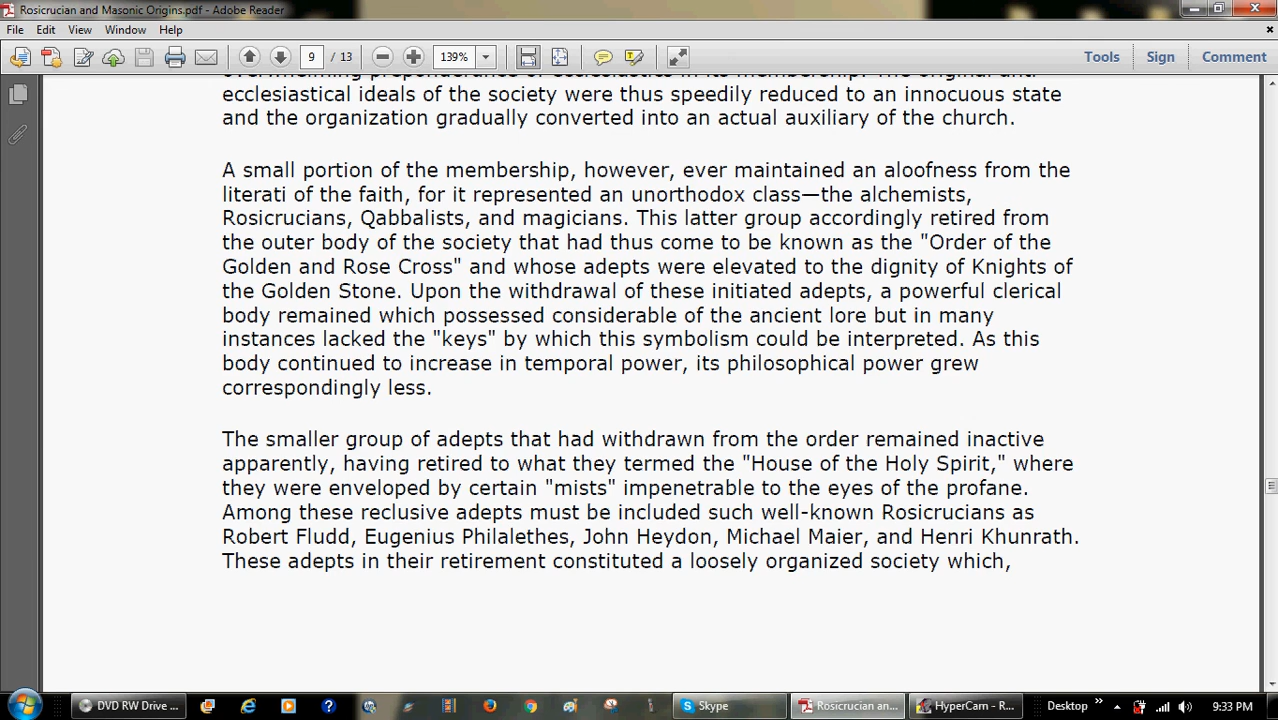 Rosicrucian and Masonic Origins.pdf - Adobe Reader
File Edit View Window Help
9 / 13 139% Tools Sign Comment
overwhelming preponderance of ecclesiastics in its membership. The original anti-
ecclesiastical ideals of the society were thus speedily reduced to an innocuous state
and the organization gradually converted into an actual auxiliary of the church.
A small portion of the membership, however, ever maintained an aloofness from the
literati of the faith, for it represented an unorthodox class—the alchemists,
Rosicrucians, Qabbalists, and magicians. This latter group accordingly retired from
the outer body of the society that had thus come to be known as the "Order of the
Golden and Rose Cross" and whose adepts were elevated to the dignity of Knights of
the Golden Stone. Upon the withdrawal of these initiated adepts, a powerful clerical
body remained which possessed considerable of the ancient lore but in many
instances lacked the "keys" by which this symbolism could be interpreted. As this
body continued to increase in temporal power, its philosophical power grew
correspondingly less.
The smaller group of adepts that had withdrawn from the order remained inactive
apparently, having retired to what they termed the "House of the Holy Spirit," where
they were enveloped by certain "mists" impenetrable to the eyes of the profane.
Among these reclusive adepts must be included such well-known Rosicrucians as
Robert Fludd, Eugenius Philalethes, John Heydon, Michael Maier, and Henri Khunrath.
These adepts in their retirement constituted a loosely organized society which,
DVD RW Drive ... Skype Rosicrucian an... HyperCam - R... Desktop 9:33 PM